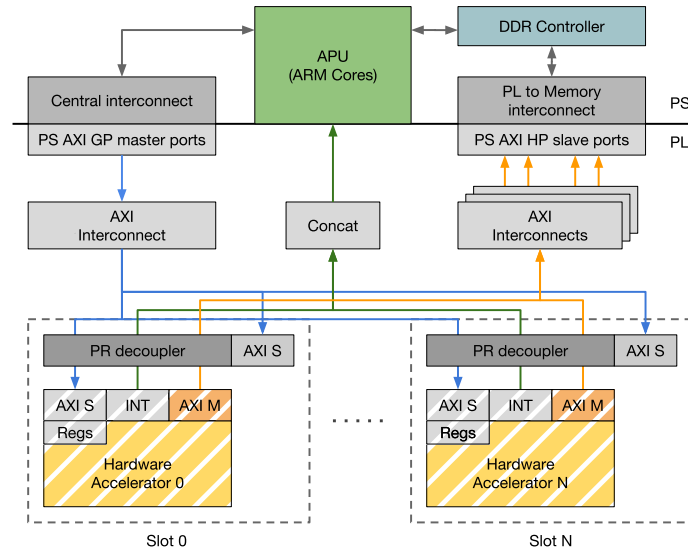 APU
(ARM Cores)
DDR Controller
Central interconnect
PL to Memory
interconnect
PS
PS AXI GP master ports
PS AXI HP slave ports
PL
AXI
Interconnect
Concat
AXI
Interconnects
PR decoupler
AXI S
PR decoupler
AXI S
AXI S
INT
AXI M
AXI S
INT
AXI M
Regs
Regs
.....
Hardware
Accelerator 0
Hardware
Accelerator N
Slot 0
Slot N